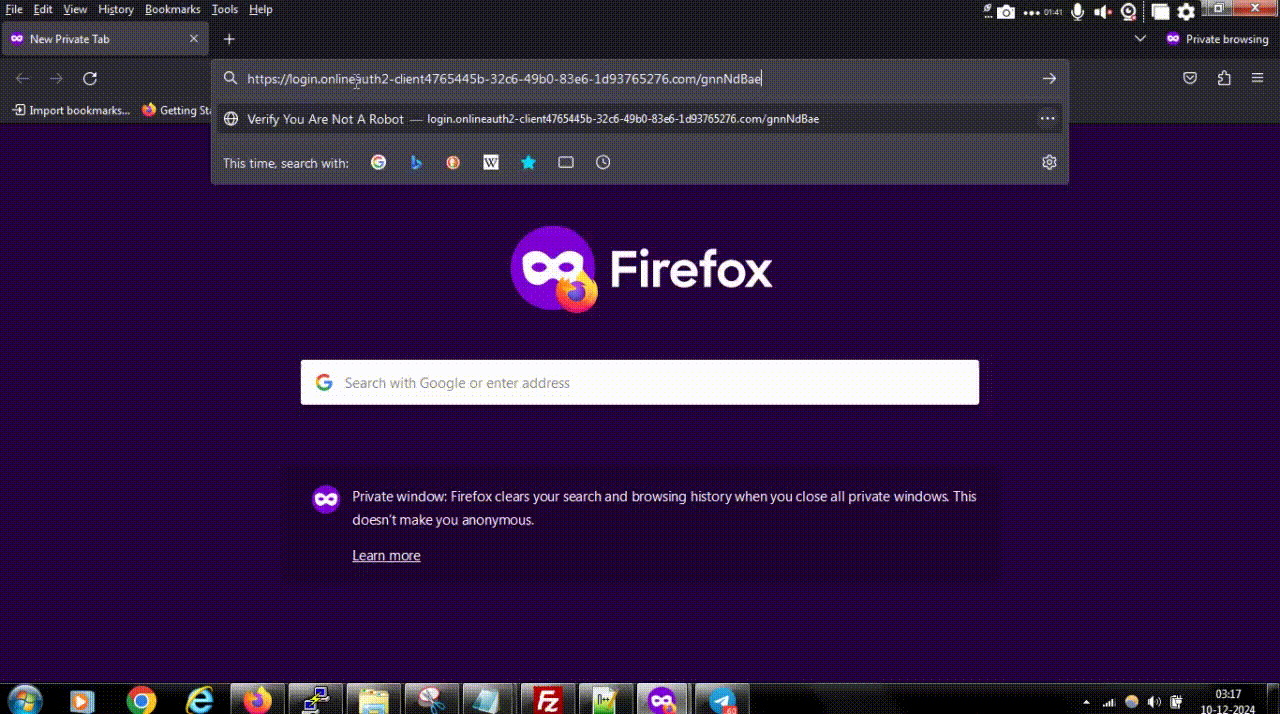 File Edit View History Bookmarks Tools Help
01:41
New Private Tab
Private browsing
https://login.onlineauth2-client4765445b-32c6-49b0-83e6-1d93765276.com/gnnNdBae
Import bookmarks... Getting Sta
Verify You Are Not A Robot — login.onlineauth2-client4765445b-32c6-49b0-83e6-1d93765276.com/gnnNdBae
This time, search with:
Firefox
Search with Google or enter address
Private window: Firefox clears your search and browsing history when you close all private windows. This
doesn't make you anonymous.
Learn more
03:17
10-12-2024